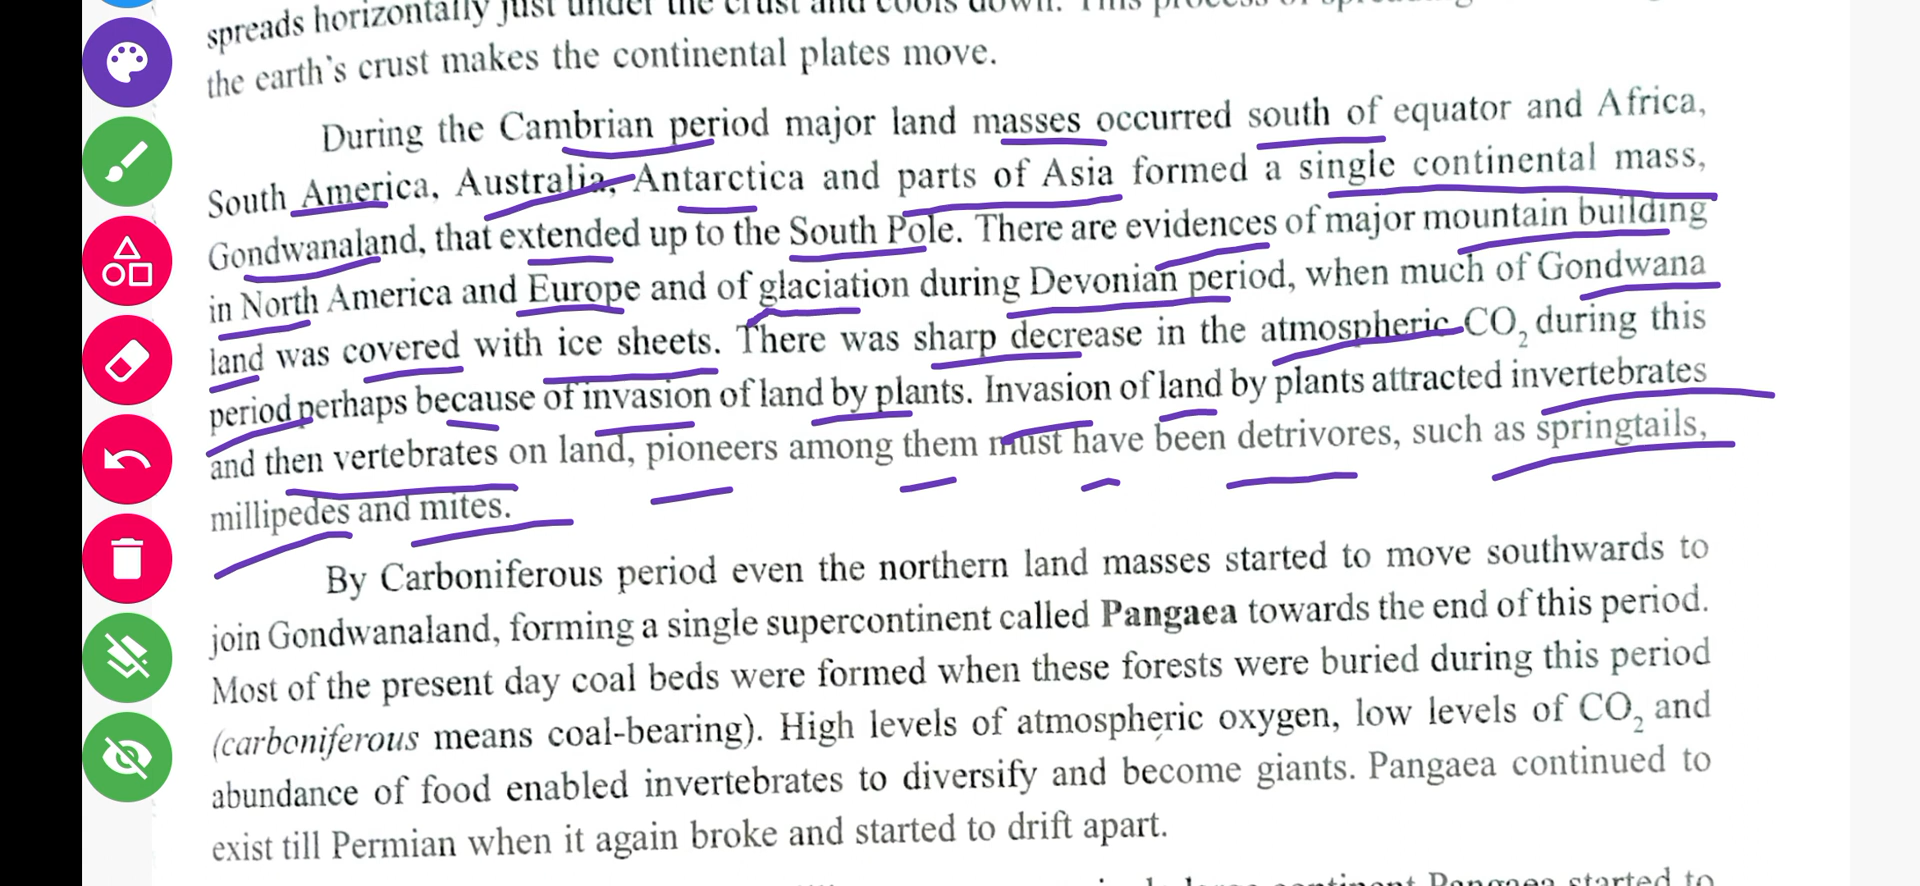 spreads horizontally just under the crust and cools down. This process of
the earth's crust makes the continental plates move.
During the Cambrian period major land masses occurred south of equator and Africa,
South America, Australia, Antarctica and parts of Asia formed a single continental mass,
Gondwanaland, that extended up to the South Pole. There are evidences of major mountain building
in North America and Europe and of glaciation during Devonian period, when much of Gondwana
land was covered with ice sheets. There was sharp decrease in the atmospheric CO₂ during this
period perhaps because of invasion of land by plants. Invasion of land by plants attracted invertebrates
and then vertebrates on land, pioneers among them must have been detrivores, such as springtails,
millipedes and mites.
By Carboniferous period even the northern land masses started to move southwards to
join Gondwanaland, forming a single supercontinent called Pangaea towards the end of this period.
Most of the present day coal beds were formed when these forests were buried during this period
(carboniferous means coal-bearing). High levels of atmospheric oxygen, low levels of CO₂ and
abundance of food enabled invertebrates to diversify and become giants. Pangaea continued to
exist till Permian when it again broke and started to drift apart.
continent Pangaea started to